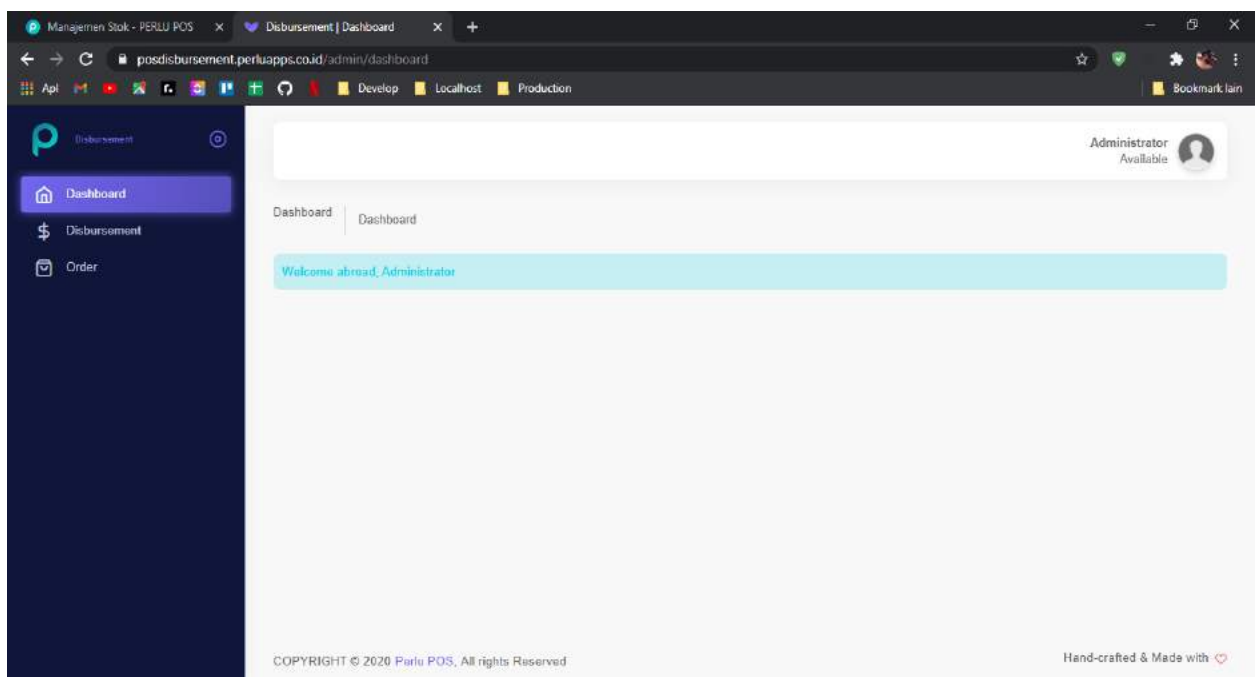 Manajemen Stok - PERLU POS
Disbursement | Dashboard
posdisbursement.perluapps.co.id/admin/dashboard
Apl
Develop
Localhost
Production
Bookmark lain
Disbursement
Administrator
Available
Dashboard
Disbursement
Order
Dashboard
Dashboard
Welcome abroad, Administrator
COPYRIGHT © 2020 Perlu POS, All rights Reserved
Hand-crafted & Made with